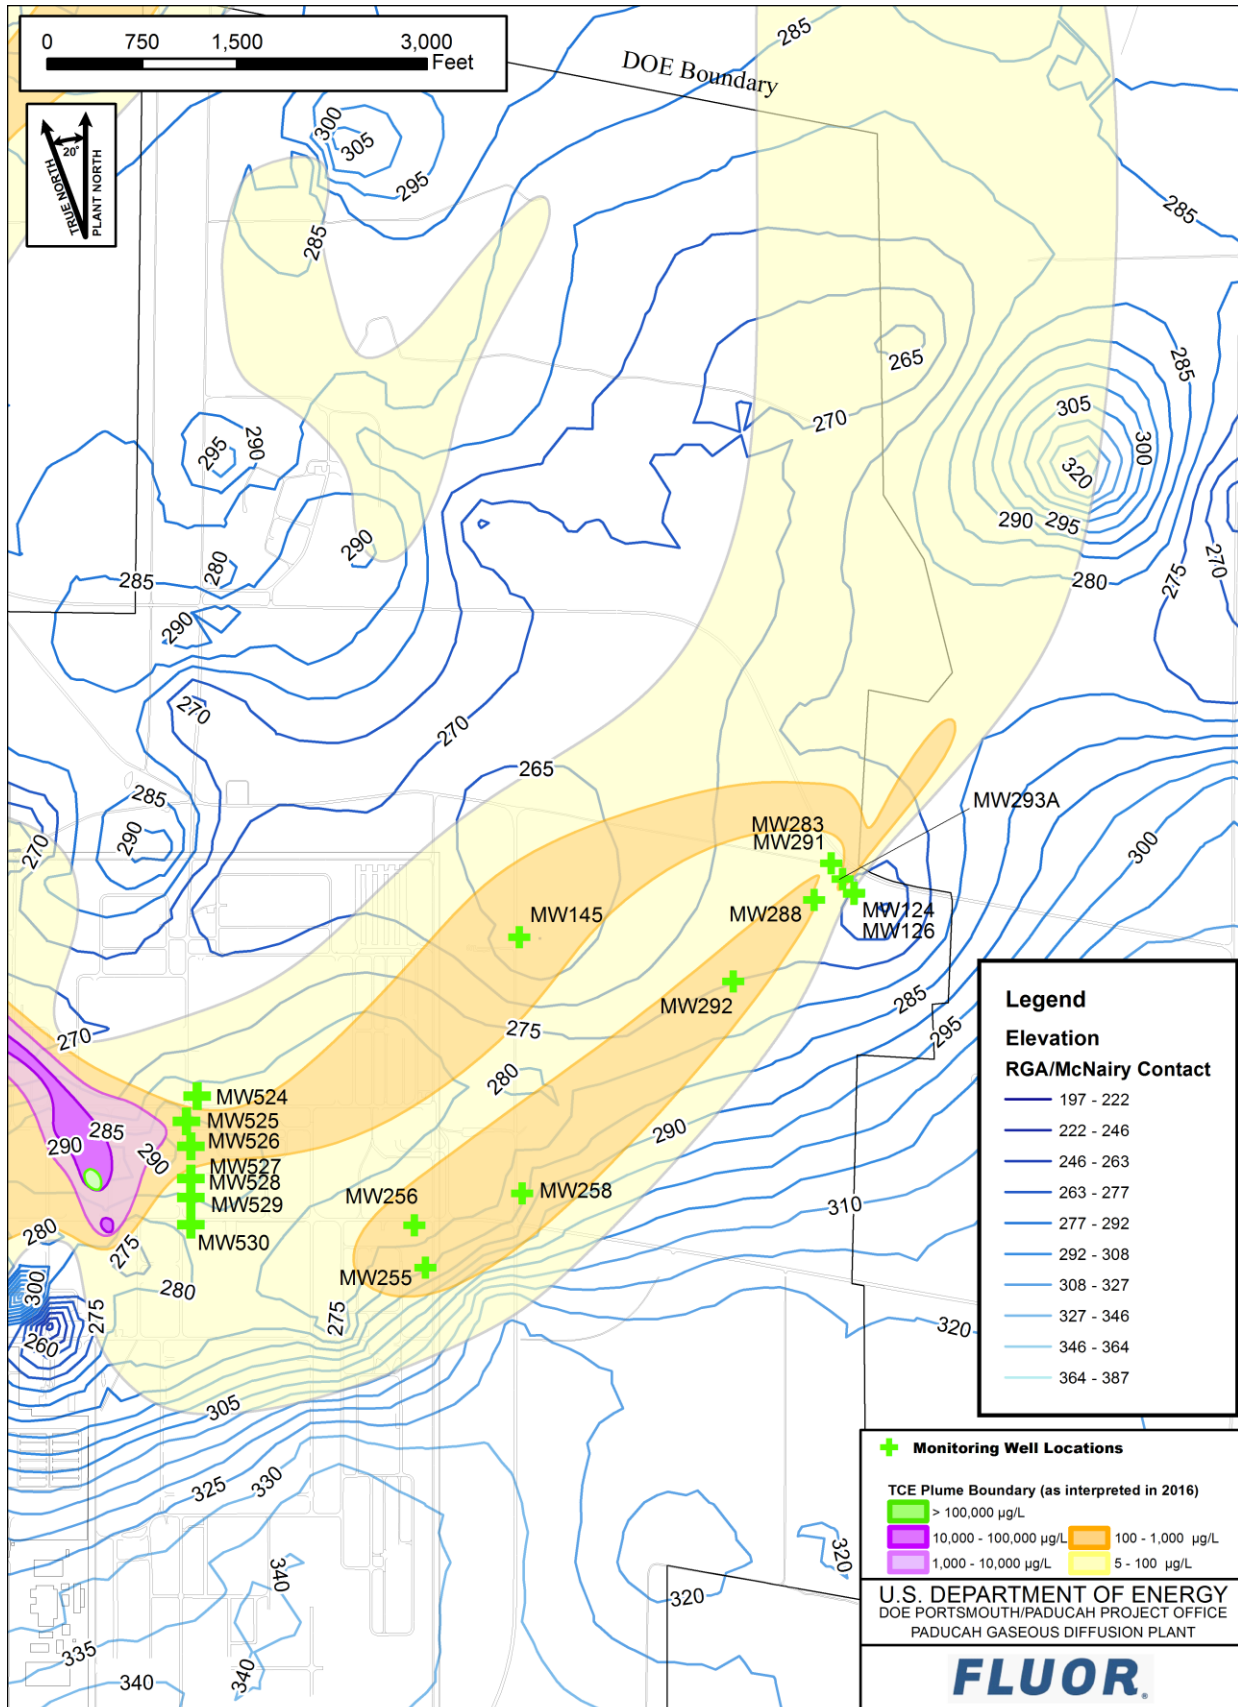 0 750 1,500 3,000
Feet
DOE Boundary
TRUE NORTH
20°
PLANT NORTH
285
300
305
295
285
285
265
285
305
300
320
290
295
280
275
270
270
295
290
290
280
285
290
270
270
265
285
290
270
MW293A
MW283
MW291
300
MW145
MW288
MW124
MW126
MW292
285
295
270
275
280
MW524
MW525
MW526
MW527
MW528
MW529
MW530
285
290
290
290
MW256
MW258
MW255
310
280
275
280
300
275
260
275
320
305
325
330
340
320
320
335
340
340
Legend
Elevation
RGA/McNairy Contact
197 - 222
222 - 246
246 - 263
263 - 277
277 - 292
292 - 308
308 - 327
327 - 346
346 - 364
364 - 387
Monitoring Well Locations
TCE Plume Boundary (as interpreted in 2016)
> 100,000 µg/L
10,000 - 100,000 µg/L
100 - 1,000 µg/L
1,000 - 10,000 µg/L
5 - 100 µg/L
U.S. DEPARTMENT OF ENERGY
DOE PORTSMOUTH/PADUCAH PROJECT OFFICE
PADUCAH GASEOUS DIFFUSION PLANT
FLUOR®